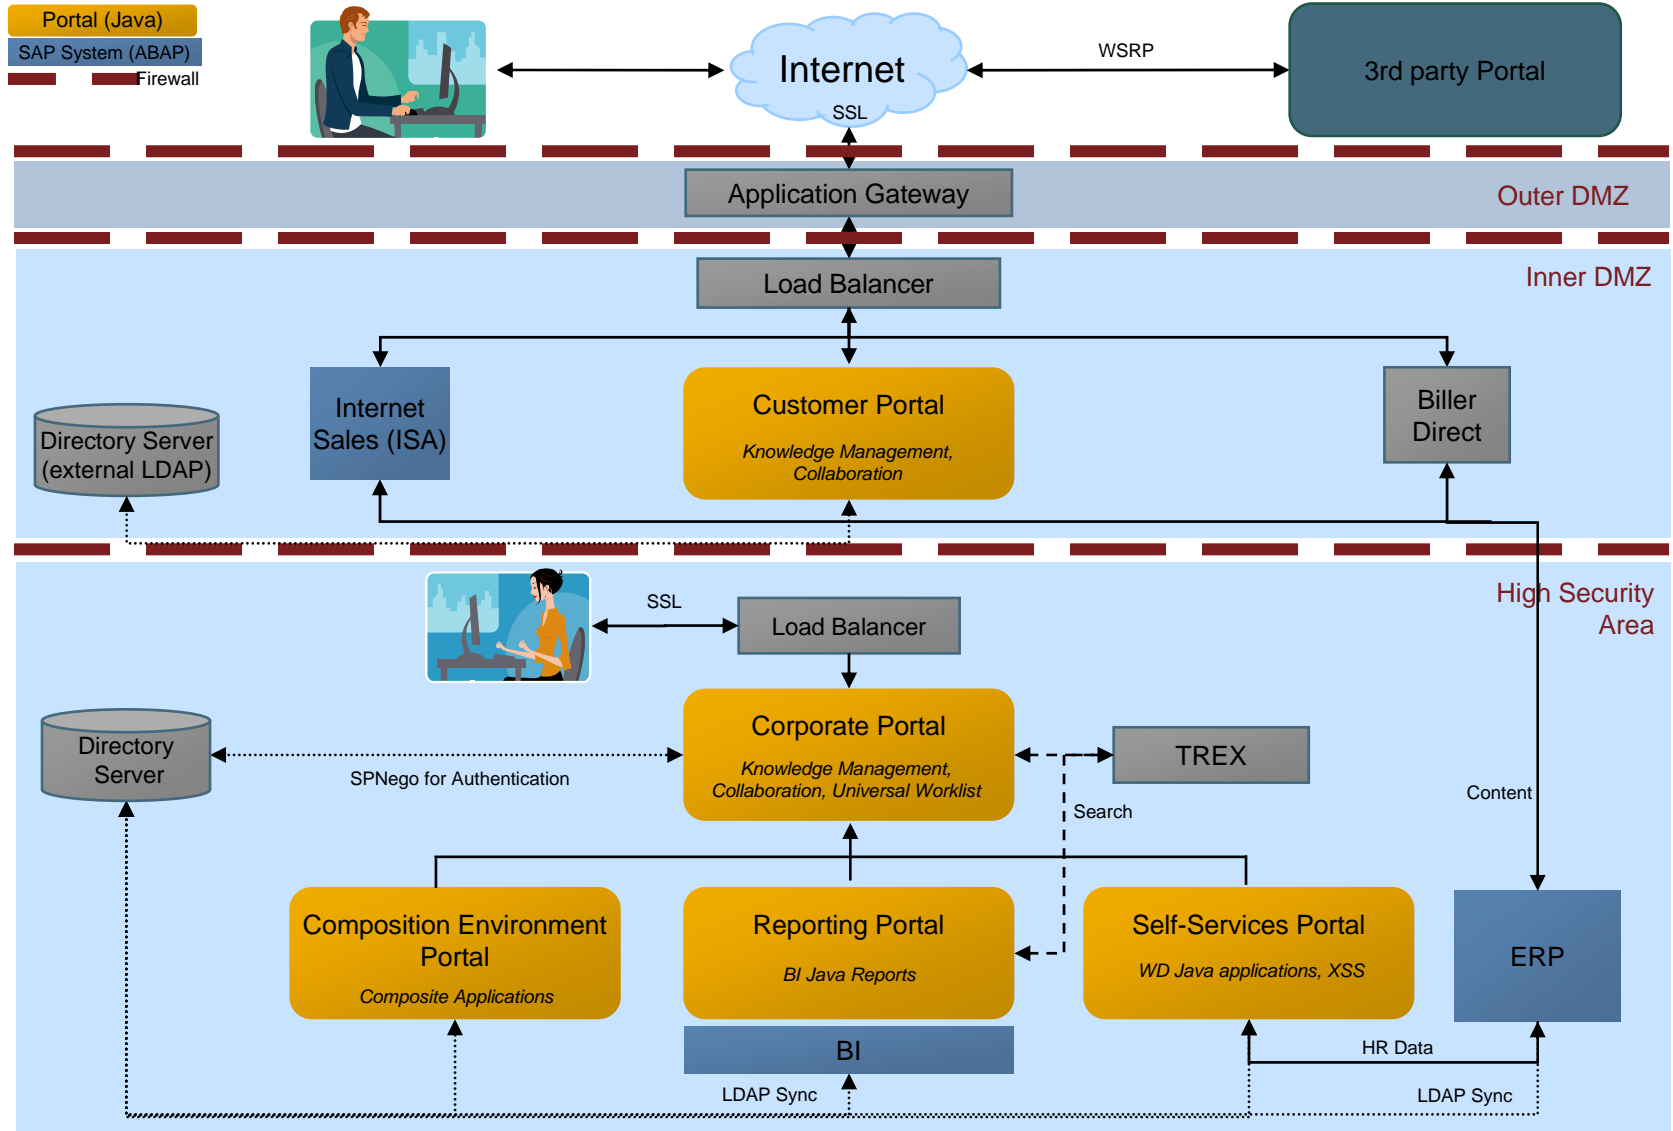 Portal (Java)
SAP System (ABAP)
Firewall
Internet
SSL
WSRP
3rd party Portal
Application Gateway
Outer DMZ
Load Balancer
Inner DMZ
Internet
Sales (ISA)
Customer Portal
Knowledge Management,
Collaboration
Biller
Direct
Directory Server
(external LDAP)
High Security
Area
SSL
Load Balancer
Directory
Server
SPNego for Authentication
Corporate Portal
Knowledge Management,
Collaboration, Universal Worklist
TREX
Search
Content
Composition Environment
Portal
Composite Applications
Reporting Portal
BI Java Reports
Self-Services Portal
WD Java applications, XSS
ERP
BI
HR Data
LDAP Sync
LDAP Sync